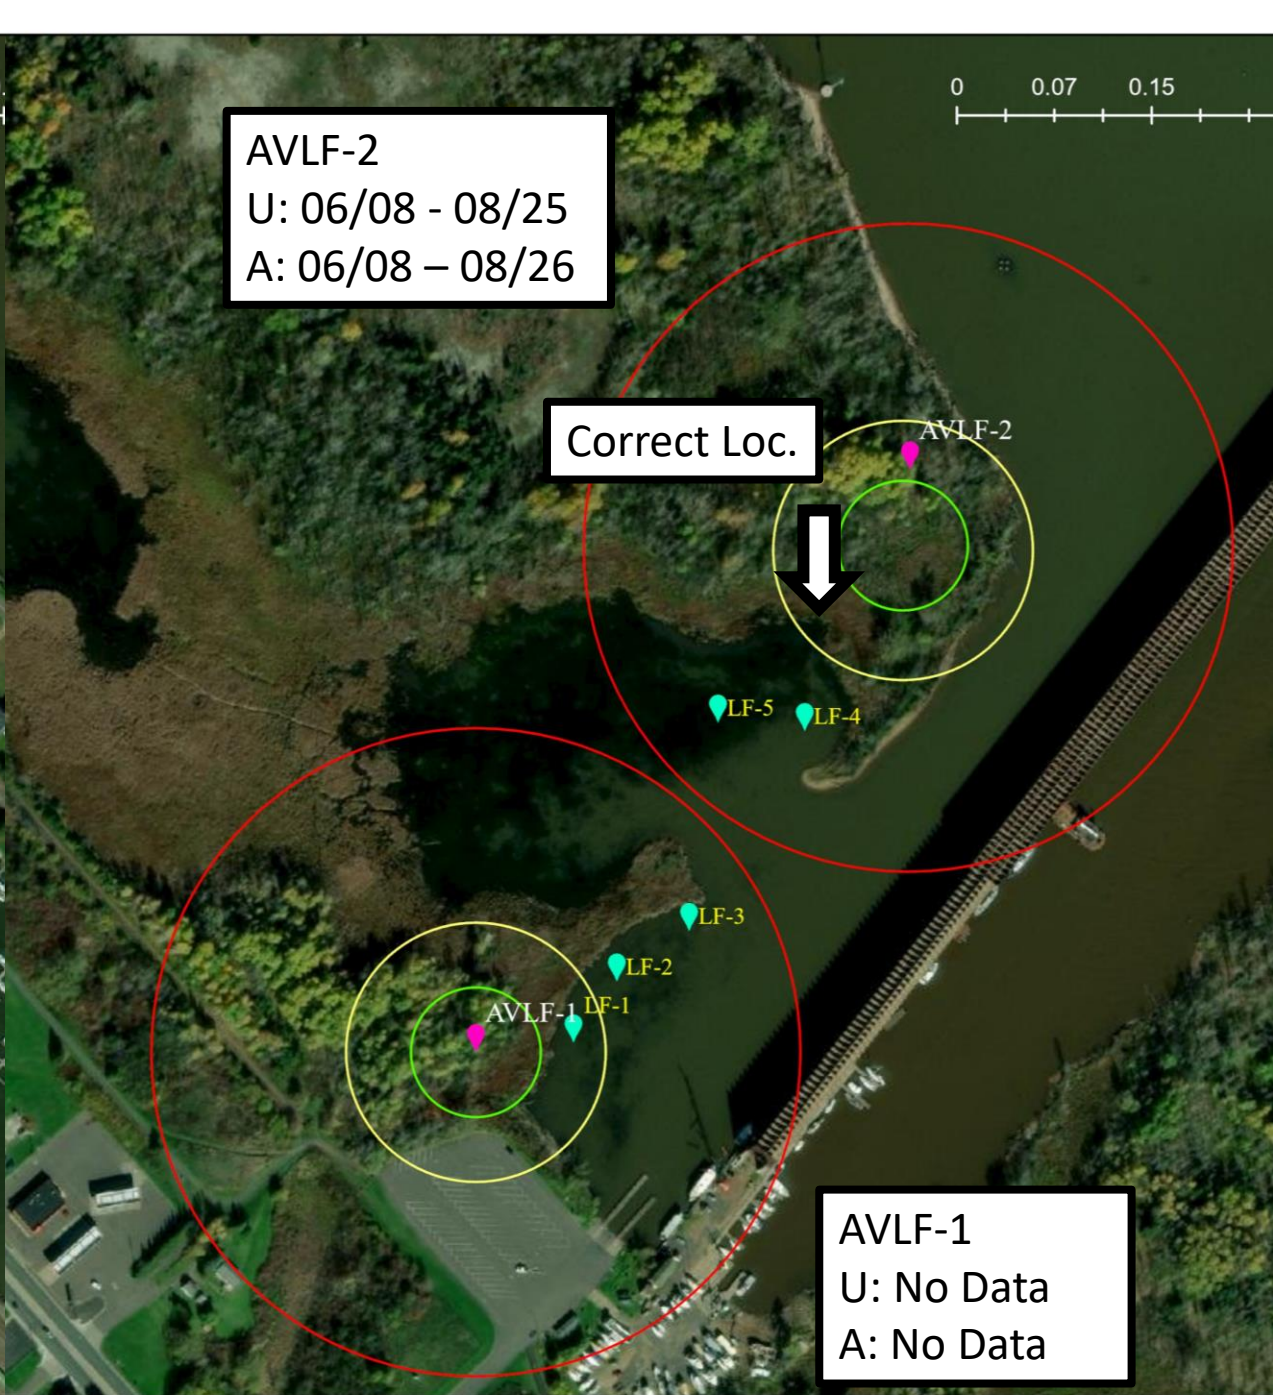 0 0.07 0.15
AVLF-2
U: 06/08 - 08/25
A: 06/08 – 08/26
Correct Loc.
AVLF-2
LF-5
LF-4
LF-3
LF-2
LF-1
AVLF-1
AVLF-1
U: No Data
A: No Data